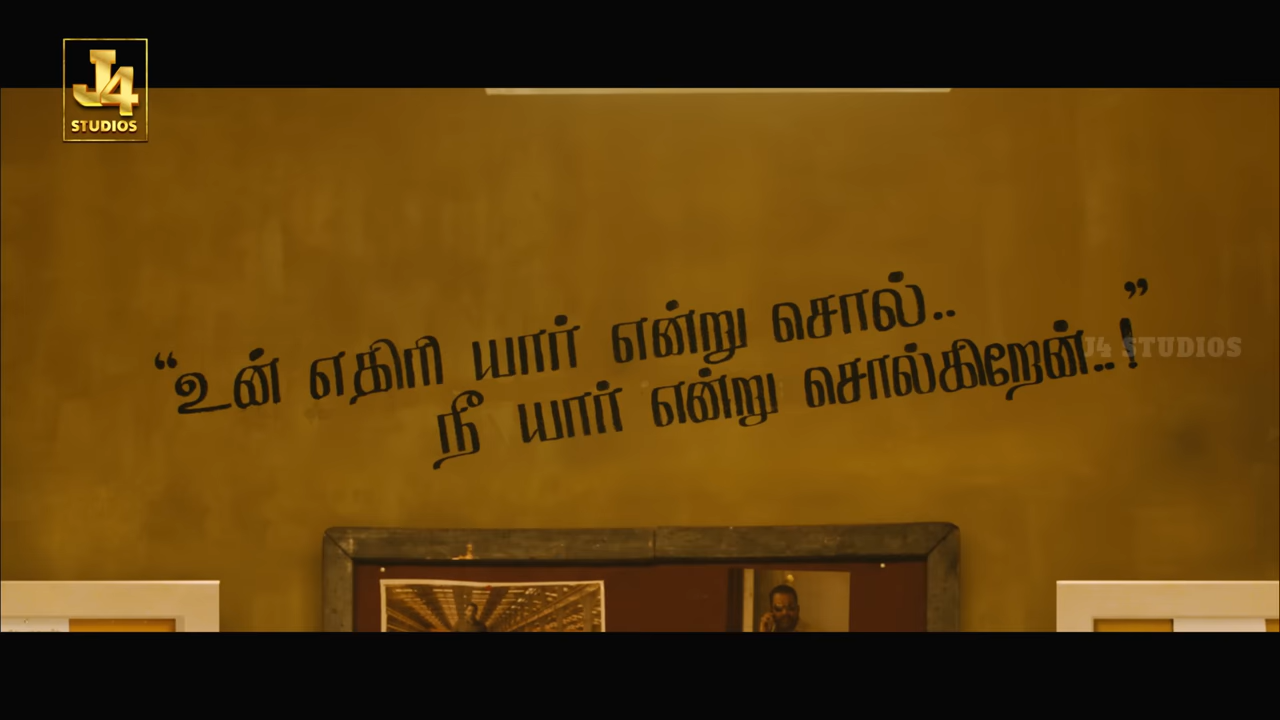 J4
STUDIOS
“உன் எதிரி யார் என்று சொல்..
நீ யார் என்று சொல்கிறேன்..!”
J4 STUDIOS